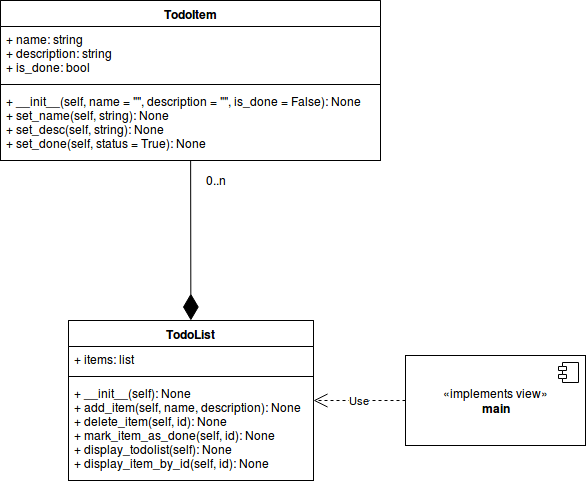 TodoItem
+ name: string
+ description: string
+ is_done: bool
+ __init__(self, name = "", description = "", is_done = False): None
+ set_name(self, string): None
+ set_desc(self, string): None
+ set_done(self, status = True): None
0..n
TodoList
+ items: list
+ __init__(self): None
+ add_item(self, name, description): None
+ delete_item(self, id): None
+ mark_item_as_done(self, id): None
+ display_todolist(self): None
+ display_item_by_id(self, id): None
Use
«implements view»
main